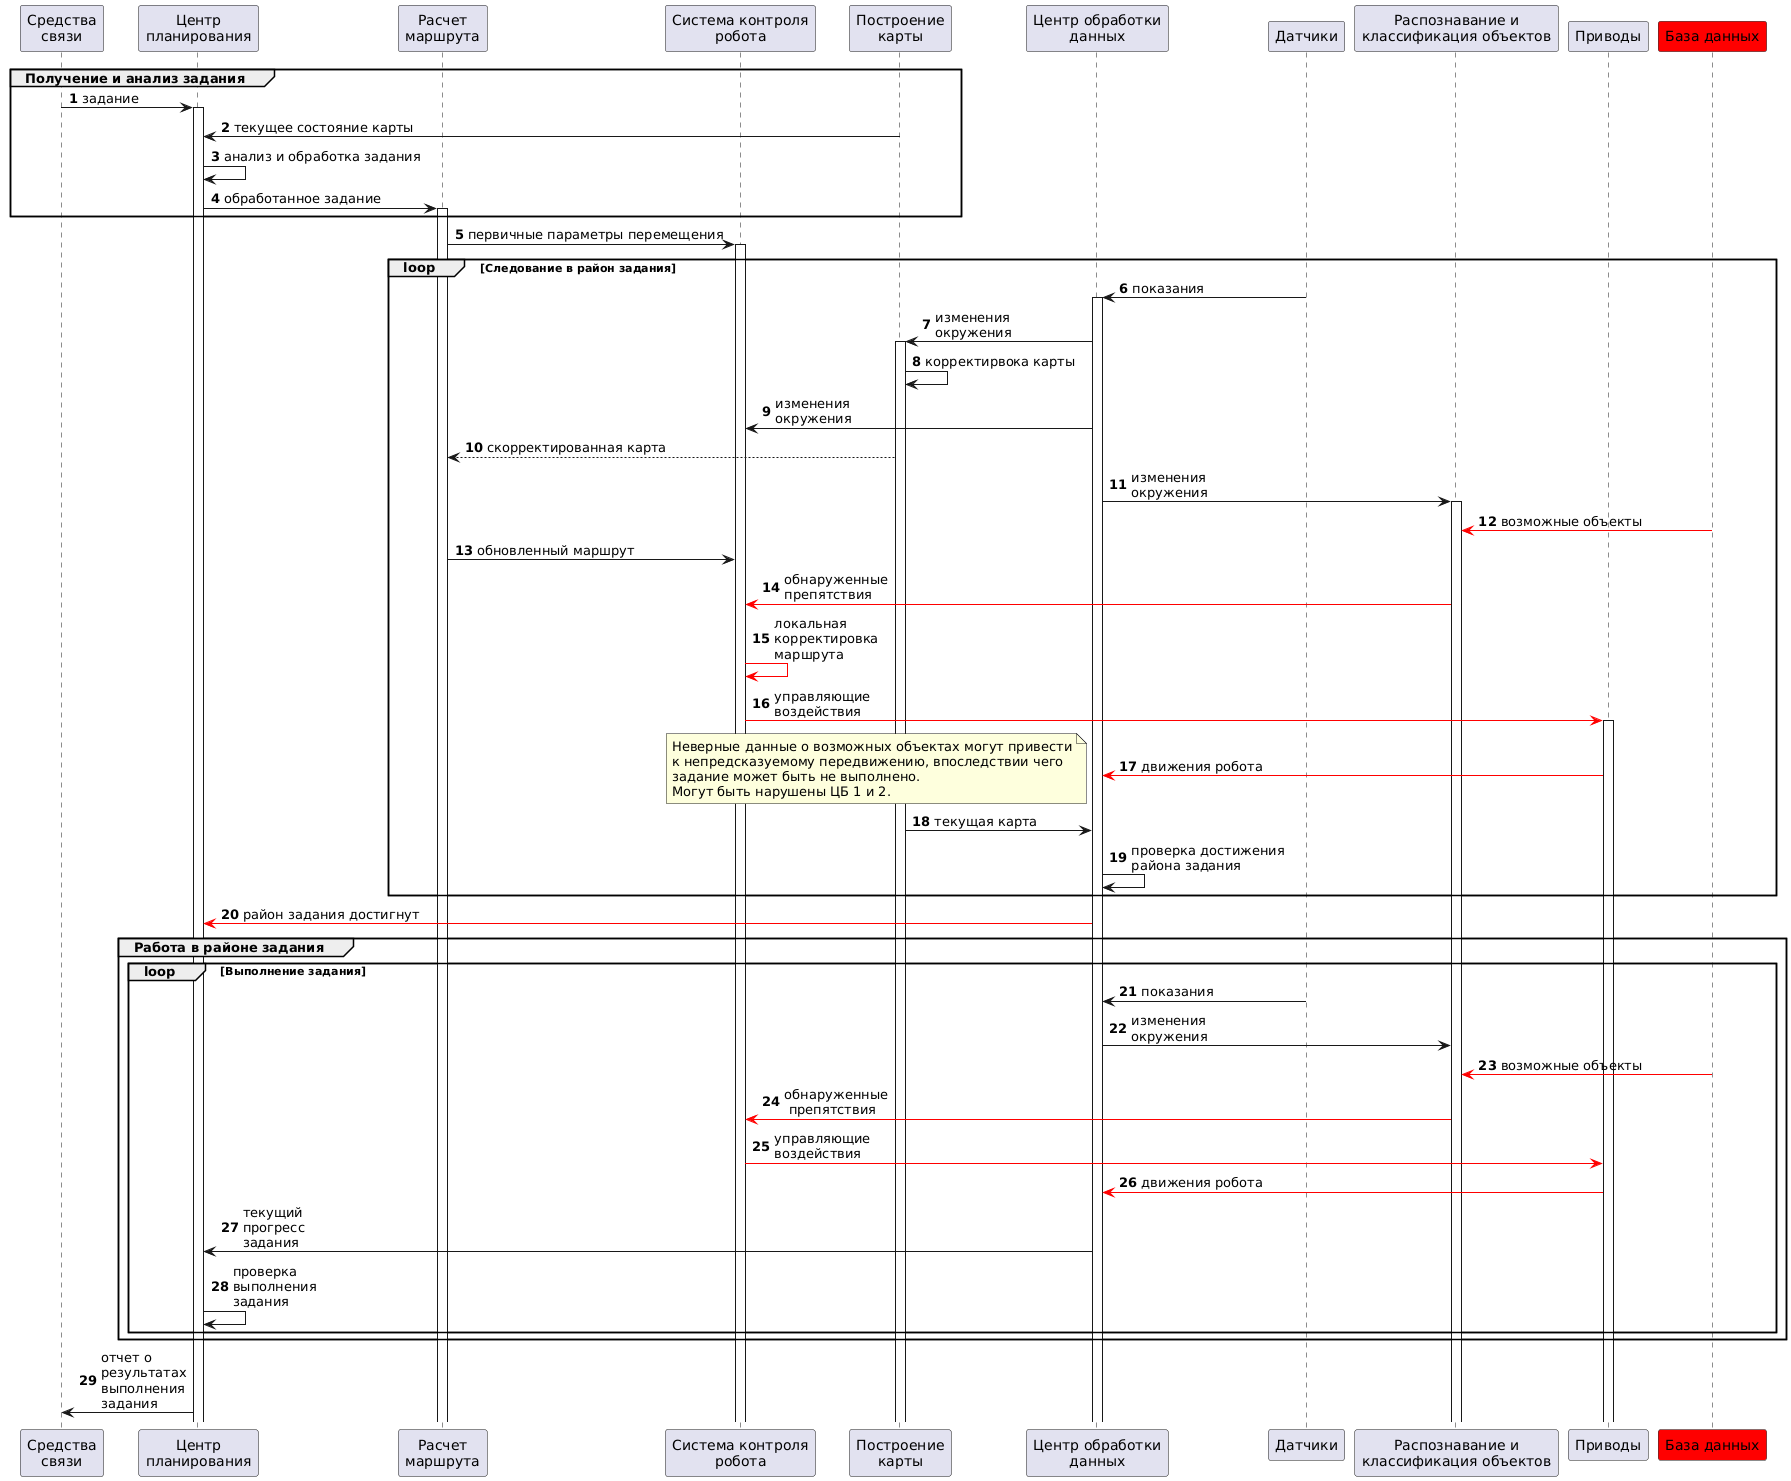 Средства
связи
Центр
планирования
Расчет
маршрута
Система контроля
робота
Построение
карты
Центр обработки
данных
Датчики
Распознавание и
классификация объектов
Приводы
База данных
Получение и анализ задания
1 задание
2 текущее состояние карты
3 анализ и обработка задания
4 обработанное задание
5 первичные параметры перемещения
loop [Следование в район задания]
6 показания
7 изменения
окружения
8 корректирвока карты
9 изменения
окружения
10 скорректированная карта
11 изменения
окружения
12 возможные объекты
13 обновленный маршрут
14 обнаруженные
препятствия
15 локальная
корректировка
маршрута
16 управляющие
воздействия
Неверные данные о возможных объектах могут привести
к непредсказуемому передвижению, впоследствии чего
задание может быть не выполнено.
Могут быть нарушены ЦБ 1 и 2.
17 движения робота
18 текущая карта
19 проверка достижения
района задания
20 район задания достигнут
Работа в районе задания
loop [Выполнение задания]
21 показания
22 изменения
окружения
23 возможные объекты
24 обнаруженные
препятствия
25 управляющие
воздействия
26 движения робота
27 текущий
прогресс
задания
28 проверка
выполнения
задания
29 отчет о
результатах
выполнения
задания
Средства
связи
Центр
планирования
Расчет
маршрута
Система контроля
робота
Построение
карты
Центр обработки
данных
Датчики
Распознавание и
классификация объектов
Приводы
База данных